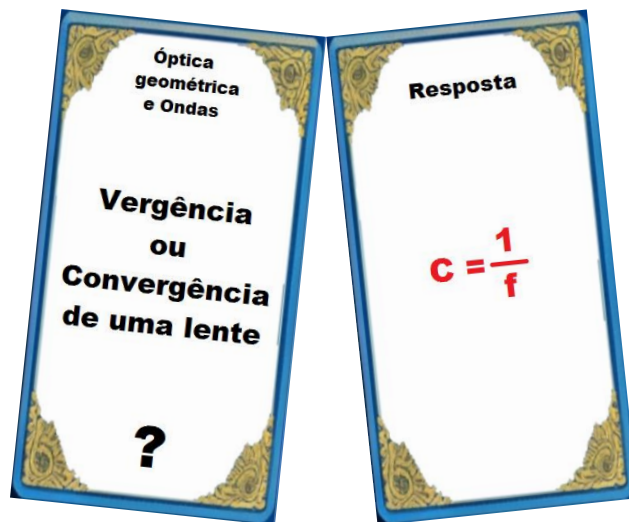 Óptica
geométrica
e Ondas
Vergência
ou
Convergência
de uma lente
?
Resposta
C = 1/f